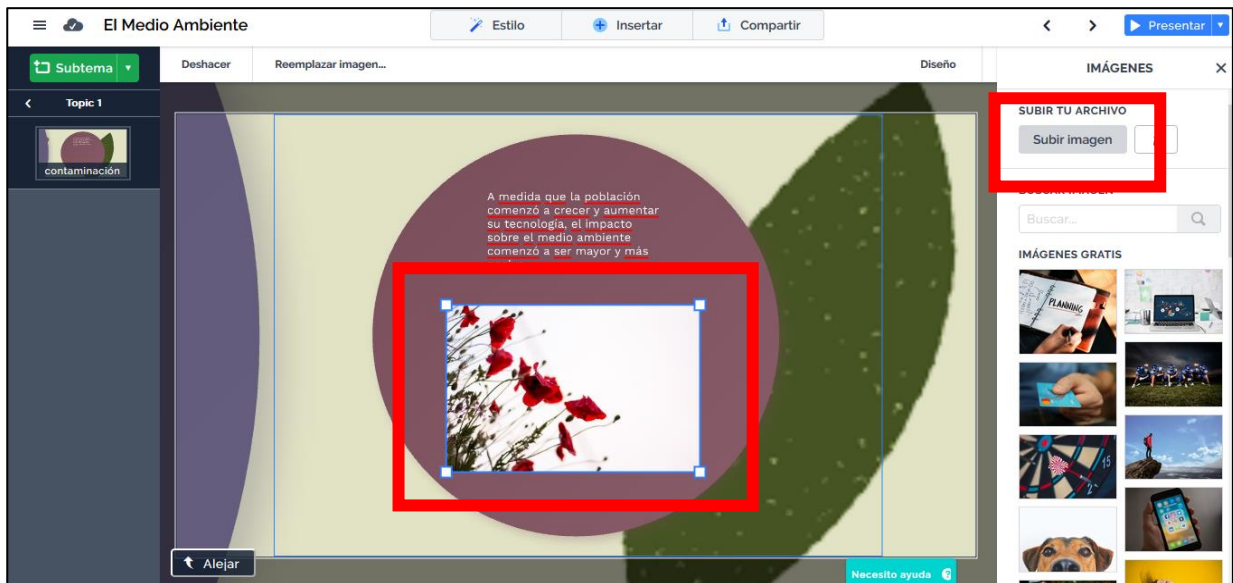 El Medio Ambiente
Estilo
Insertar
Compartir
Presentar
Subtema
Deshacer
Reemplazar imagen...
Diseño
IMÁGENES
Topic 1
SUBIR TU ARCHIVO
Subir imagen
contaminación
A medida que la población
comenzó a crecer y aumentar
su tecnología, el impacto
sobre el medio ambiente
comenzó a ser mayor y más
Buscar...
IMÁGENES GRATIS
PLANNING
15
2
Alejar
Necesito ayuda ?